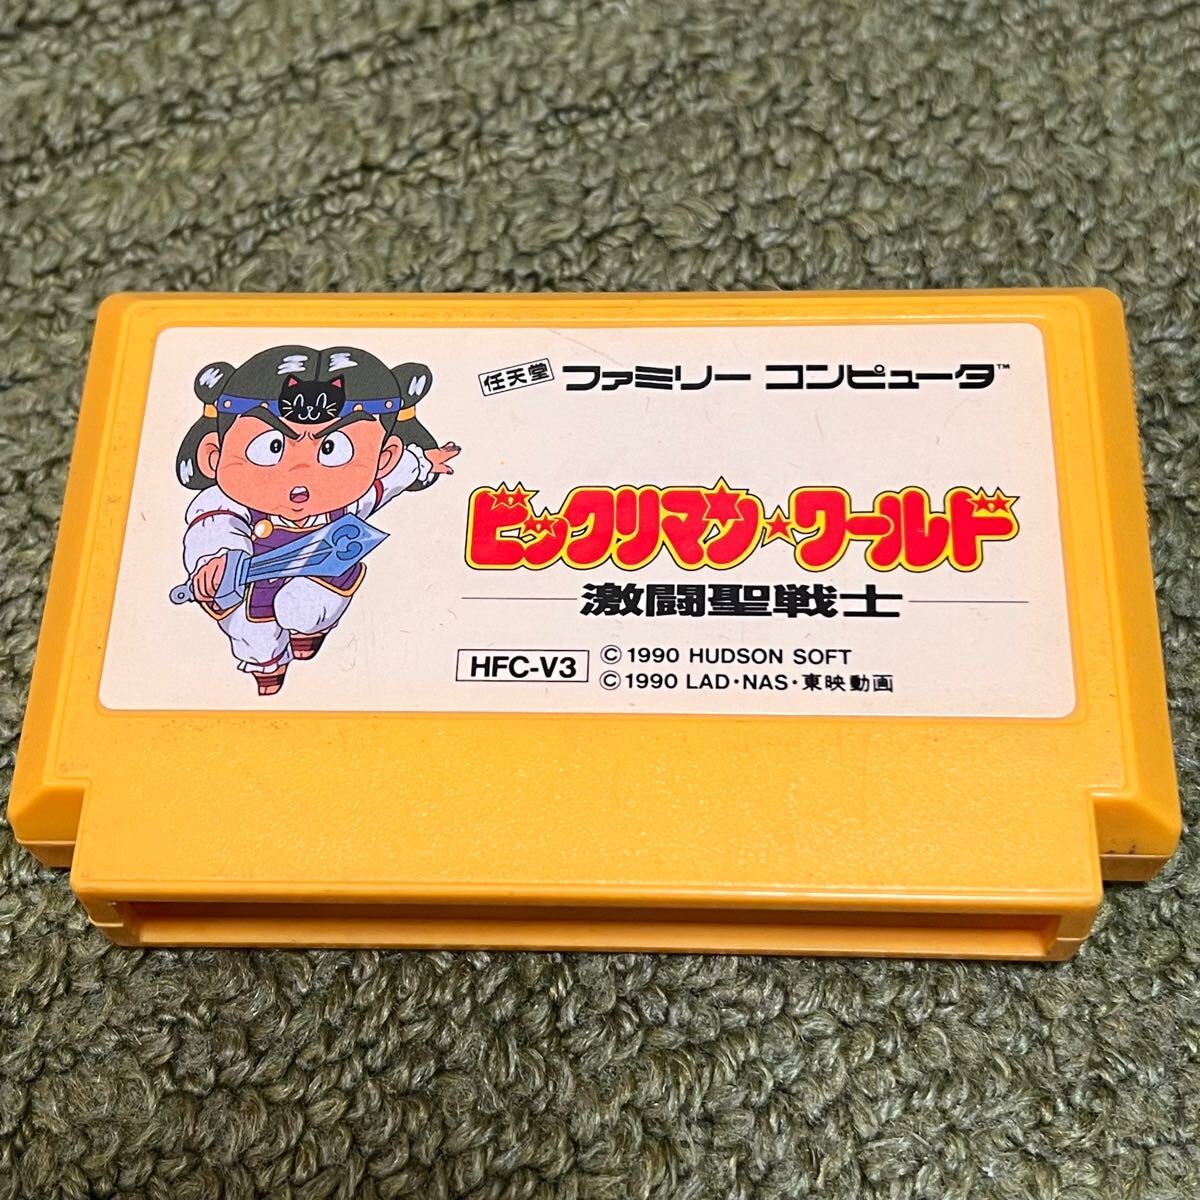 任天堂 ファミリー コンピュータ™
ビックリマン★ワールド
激闘聖戦士
HFC-V3
© 1990 HUDSON SOFT
© 1990 LAD・NAS・東映動画